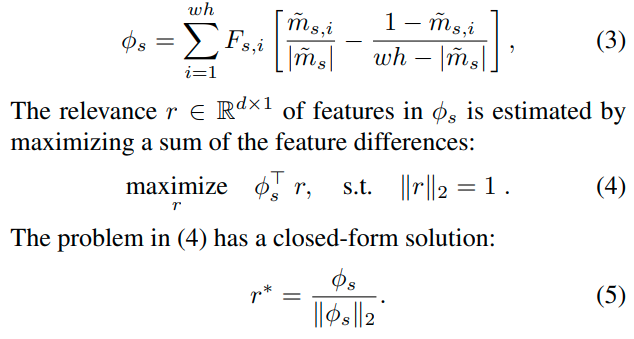 $$\phi_s = \sum_{i=1}^{wh} F_{s,i} \left[ \frac{\tilde{m}_{s,i}}{|\tilde{m}_s|} - \frac{1 - \tilde{m}_{s,i}}{wh - |\tilde{m}_s|} \right], \quad (3)$$
The relevance $r \in \mathbb{R}^{d \times 1}$ of features in $\phi_s$ is estimated by
maximizing a sum of the feature differences:
$$\underset{r}{\text{maximize}} \quad \phi_s^\top r, \quad \text{s.t.} \quad \|r\|_2 = 1 . \quad (4)$$
The problem in (4) has a closed-form solution:
$$r^* = \frac{\phi_s}{\|\phi_s\|_2}. \quad (5)$$